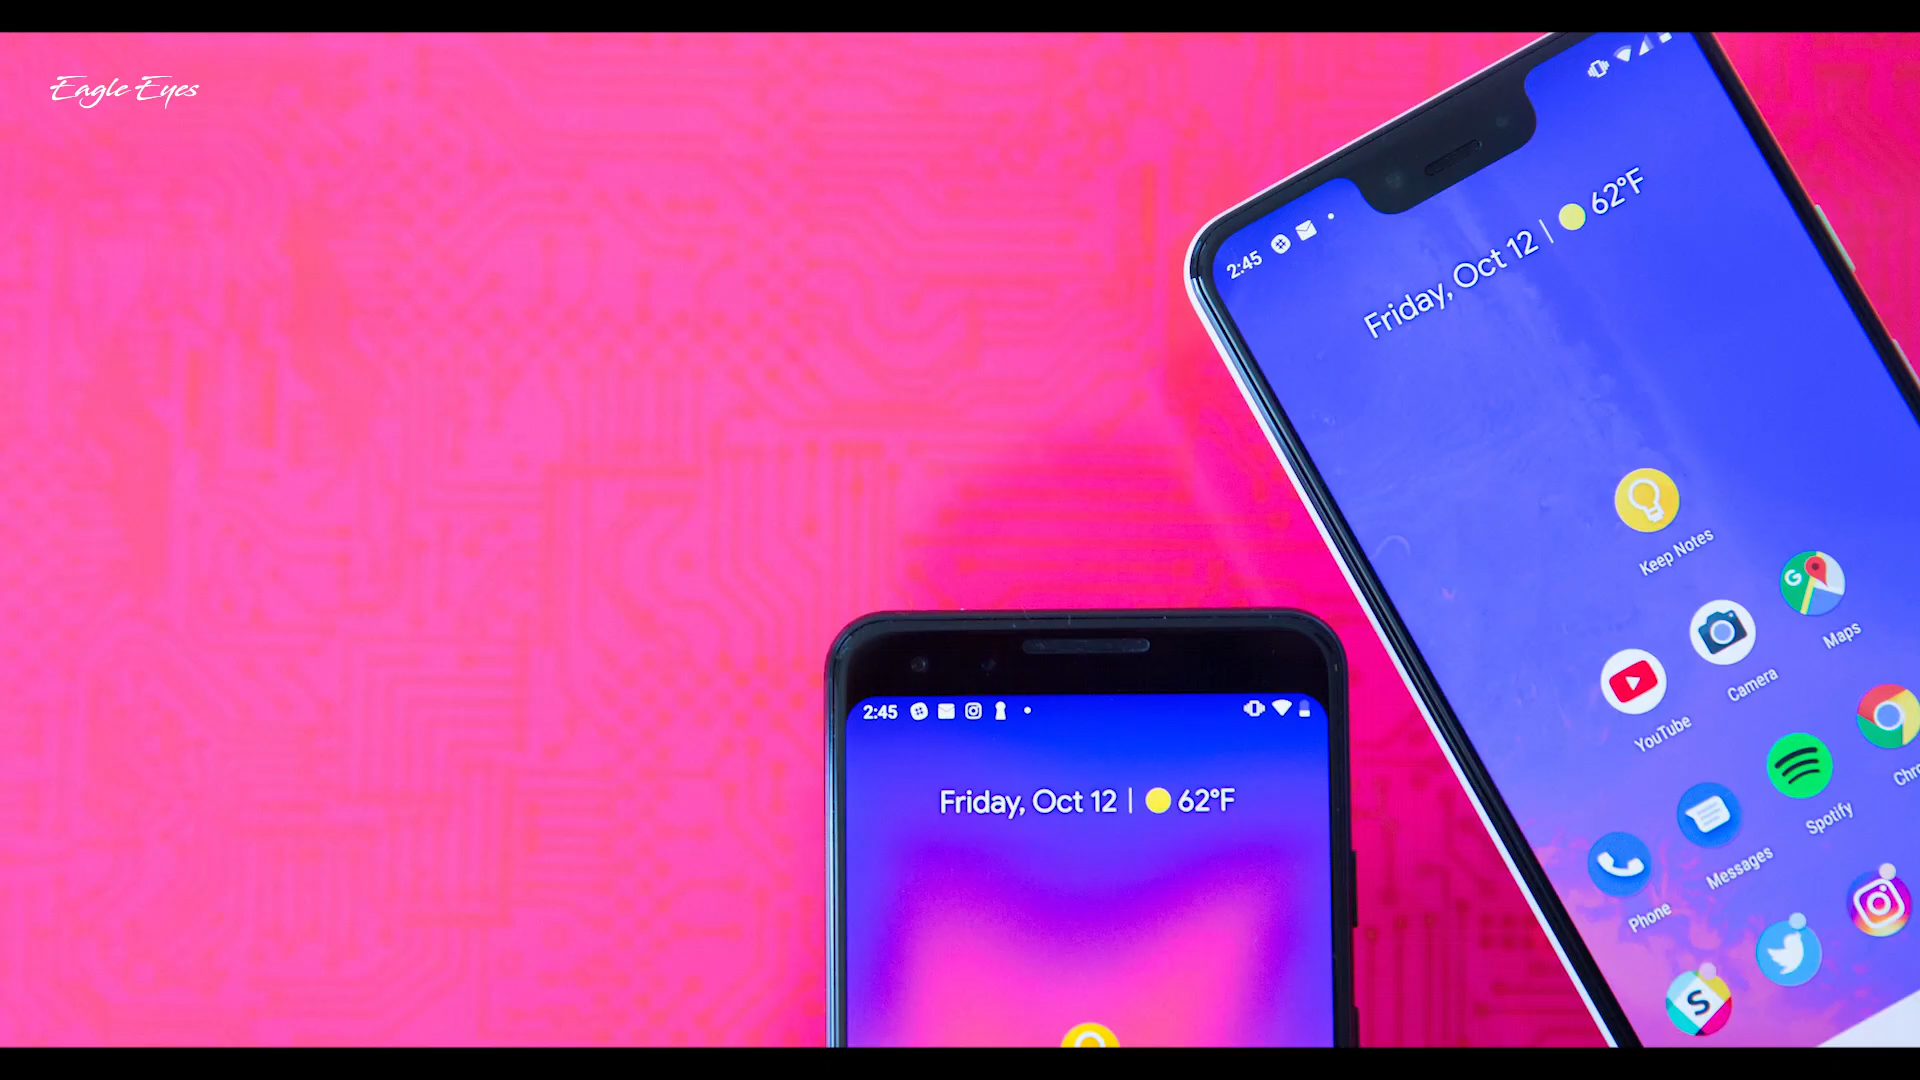 Eagle Eyes
2:45
Friday, Oct 12 | 62°F
Keep Notes
Maps
Camera
YouTube
Chro
Spotify
Messages
Phone
S
2:45
Friday, Oct 12 | 62°F